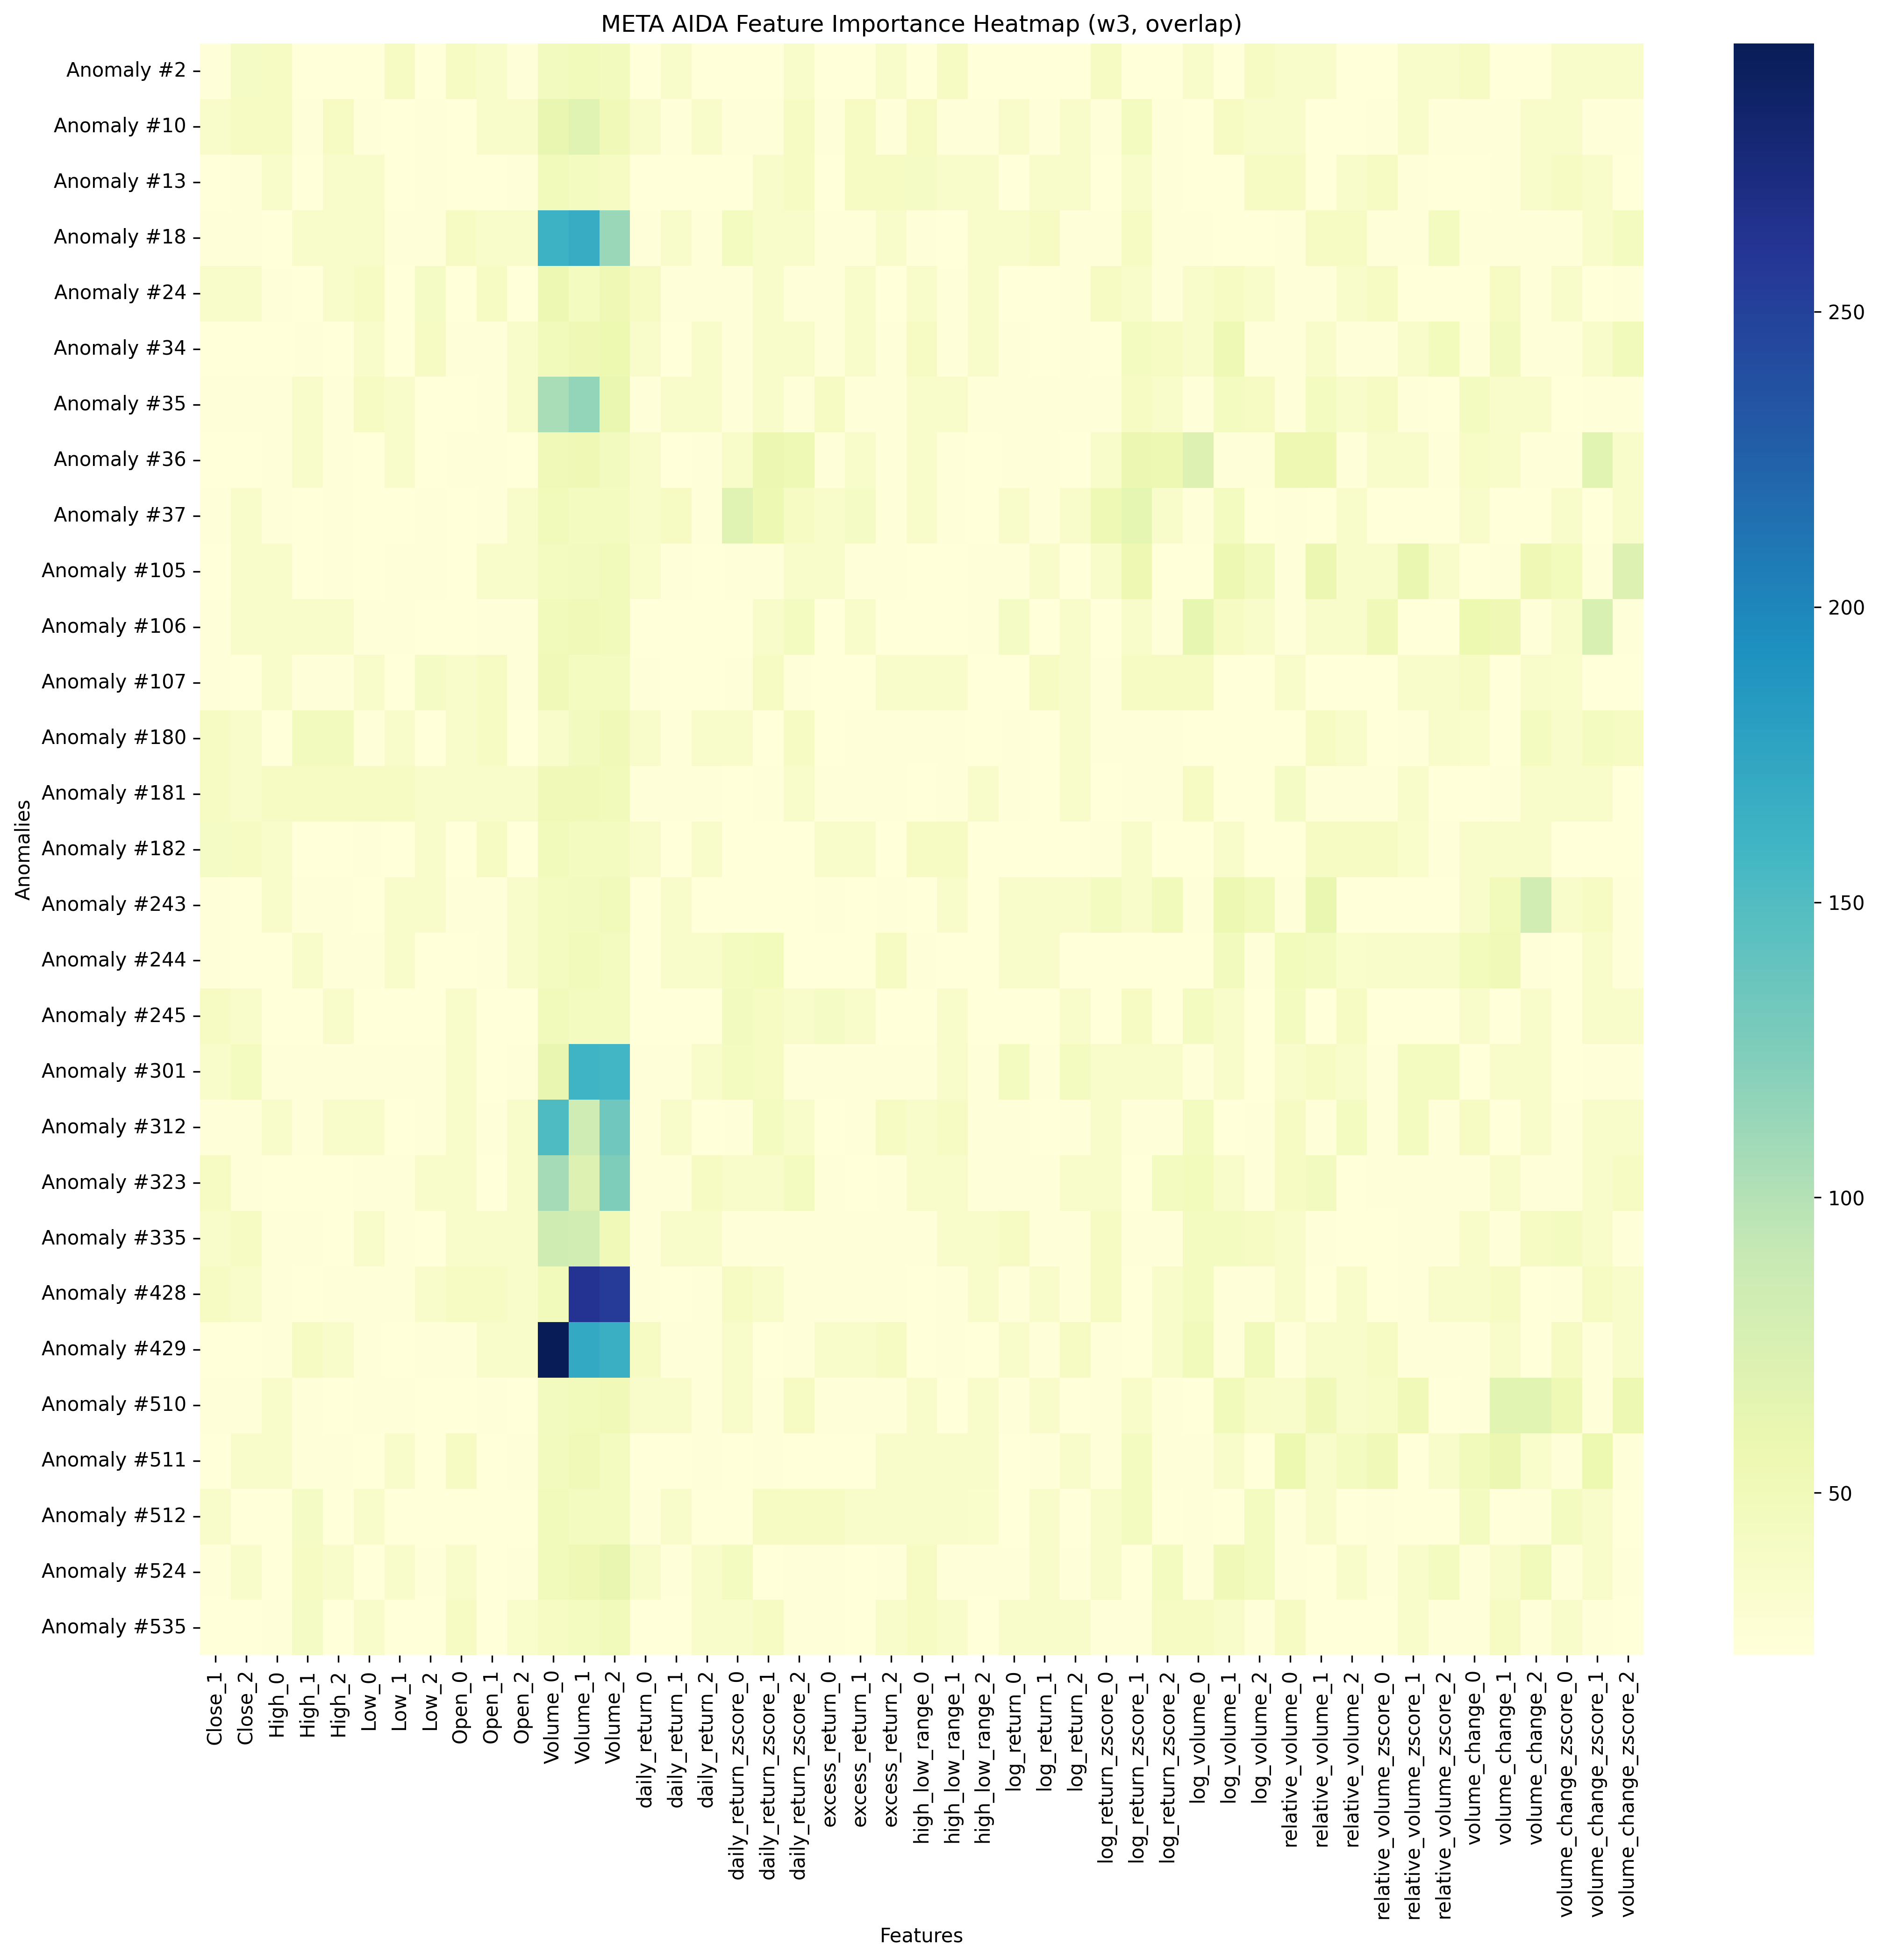 META AIDA Feature Importance Heatmap (w3, overlap)
Anomalies
Anomaly #2
Anomaly #10
Anomaly #13
Anomaly #18
Anomaly #24
Anomaly #34
Anomaly #35
Anomaly #36
Anomaly #37
Anomaly #105
Anomaly #106
Anomaly #107
Anomaly #180
Anomaly #181
Anomaly #182
Anomaly #243
Anomaly #244
Anomaly #245
Anomaly #301
Anomaly #312
Anomaly #323
Anomaly #335
Anomaly #428
Anomaly #429
Anomaly #510
Anomaly #511
Anomaly #512
Anomaly #524
Anomaly #535
Close_1
Close_2
High_0
High_1
High_2
Low_0
Low_1
Low_2
Open_0
Open_1
Open_2
Volume_0
Volume_1
Volume_2
daily_return_0
daily_return_1
daily_return_2
daily_return_zscore_0
daily_return_zscore_1
daily_return_zscore_2
excess_return_0
excess_return_1
excess_return_2
high_low_range_0
high_low_range_1
high_low_range_2
log_return_0
log_return_1
log_return_2
log_return_zscore_0
log_return_zscore_1
log_return_zscore_2
log_volume_0
log_volume_1
log_volume_2
relative_volume_0
relative_volume_1
relative_volume_2
relative_volume_zscore_0
relative_volume_zscore_1
relative_volume_zscore_2
volume_change_0
volume_change_1
volume_change_2
volume_change_zscore_0
volume_change_zscore_1
volume_change_zscore_2
Features
250
200
150
100
50